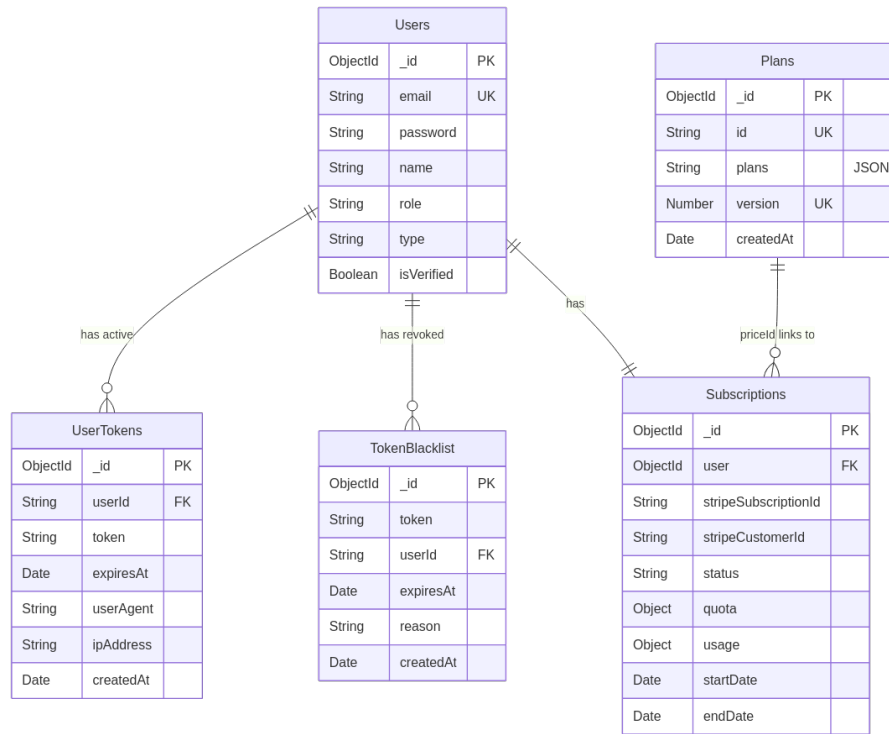 Users
ObjectId _id PK
String email UK
String password
String name
String role
String type
Boolean isVerified
Plans
ObjectId _id PK
String id UK
String plans JSON
Number version UK
Date createdAt
has active
has revoked
has
priceId links to
UserTokens
ObjectId _id PK
String userId FK
String token
Date expiresAt
String userAgent
String ipAddress
Date createdAt
TokenBlacklist
ObjectId _id PK
String token
String userId FK
Date expiresAt
String reason
Date createdAt
Subscriptions
ObjectId _id PK
ObjectId user FK
String stripeSubscriptionId
String stripeCustomerId
String status
Object quota
Object usage
Date startDate
Date endDate